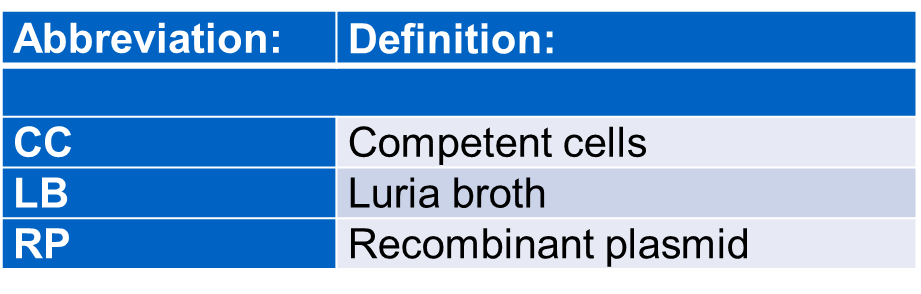 Abbreviation: Definition:
CC Competent cells
LB Luria broth
RP Recombinant plasmid